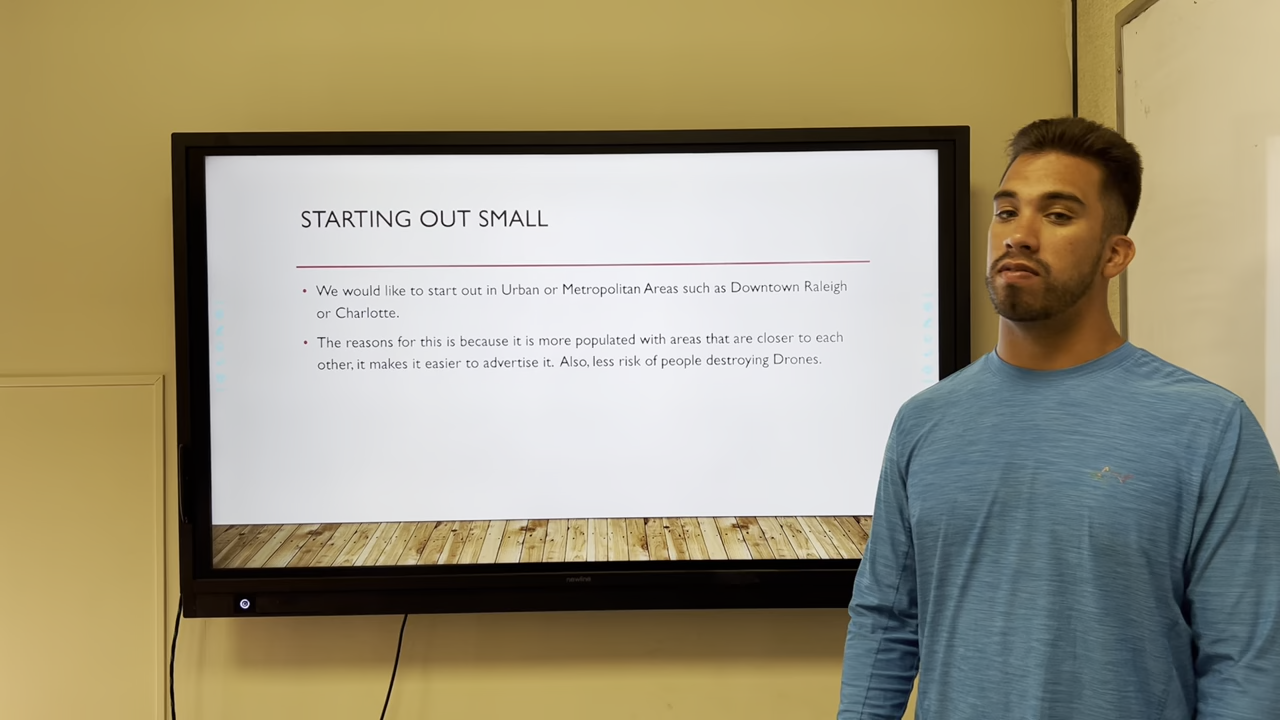 STARTING OUT SMALL
• We would like to start out in Urban or Metropolitan Areas such as Downtown Raleigh
or Charlotte.
• The reasons for this is because it is more populated with areas that are closer to each
other, it makes it easier to advertise it. Also, less risk of people destroying Drones.
newline